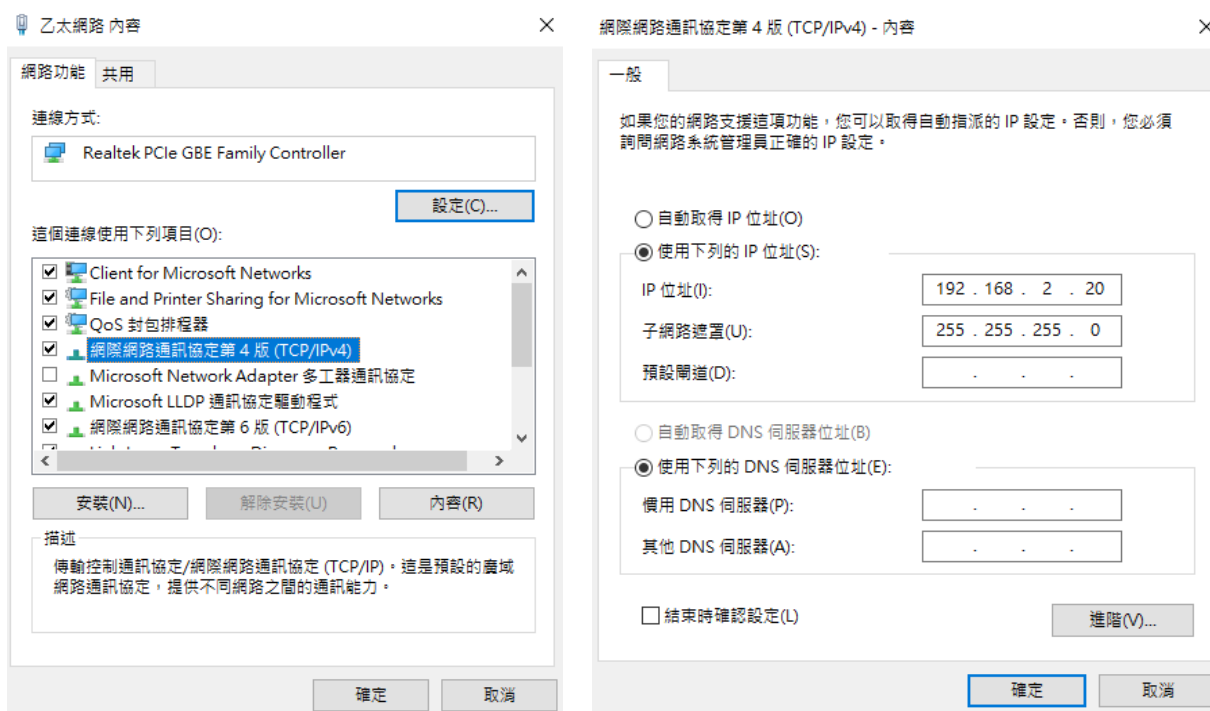 乙太網路 內容
網路功能
共用
連線方式:
Realtek PCIe GBE Family Controller
設定(C)...
這個連線使用下列項目(O):
Client for Microsoft Networks
File and Printer Sharing for Microsoft Networks
QoS 封包排程器
網際網路通訊協定第 4 版 (TCP/IPv4)
Microsoft Network Adapter 多工器通訊協定
Microsoft LLDP 通訊協定驅動程式
網際網路通訊協定第 6 版 (TCP/IPv6)
安裝(N)...
解除安裝(U)
內容(R)
描述
傳輸控制通訊協定/網際網路通訊協定 (TCP/IP)。這是預設的廣域
網路通訊協定，提供不同網路之間的通訊能力。
確定
取消
網際網路通訊協定第 4 版 (TCP/IPv4) - 內容
一般
如果您的網路支援這項功能，您可以取得自動指派的 IP 設定。否則，您必須
詢問網路系統管理員正確的 IP 設定。
自動取得 IP 位址(O)
使用下列的 IP 位址(S):
IP 位址(I):
192 . 168 . 2 . 20
子網路遮罩(U):
255 . 255 . 255 . 0
預設閘道(D):
. . .
自動取得 DNS 伺服器位址(B)
使用下列的 DNS 伺服器位址(E):
慣用 DNS 伺服器(P):
. . .
其他 DNS 伺服器(A):
. . .
結束時確認設定(L)
進階(V)...
確定
取消